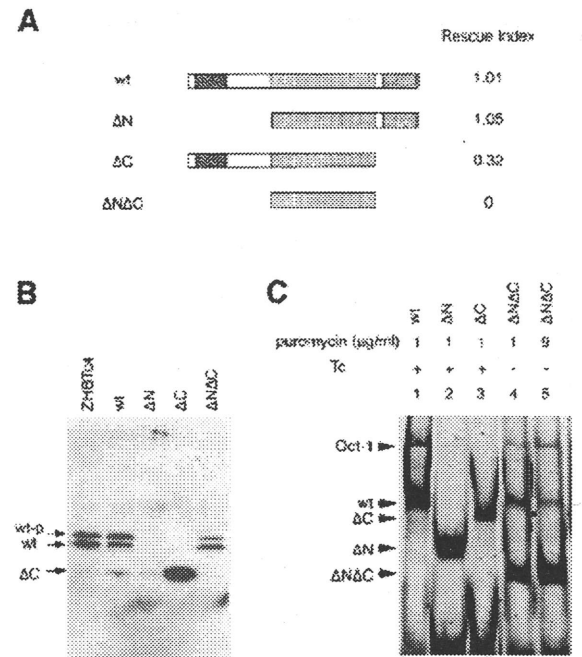 A
Rescue Index
wt 1.01
ΔN 1.05
ΔC 0.32
ΔNΔC 0
B
ZHBTc4 wt ΔN ΔC ΔNΔC
wt-p
wt
ΔC
C
wt ΔN ΔC ΔNΔC ΔNΔC
puromycin (μg/ml) 1 1 1 1
Tc + + + - -
1 2 3 4 5
Oct-1
wt
ΔC
ΔN
ΔNΔC